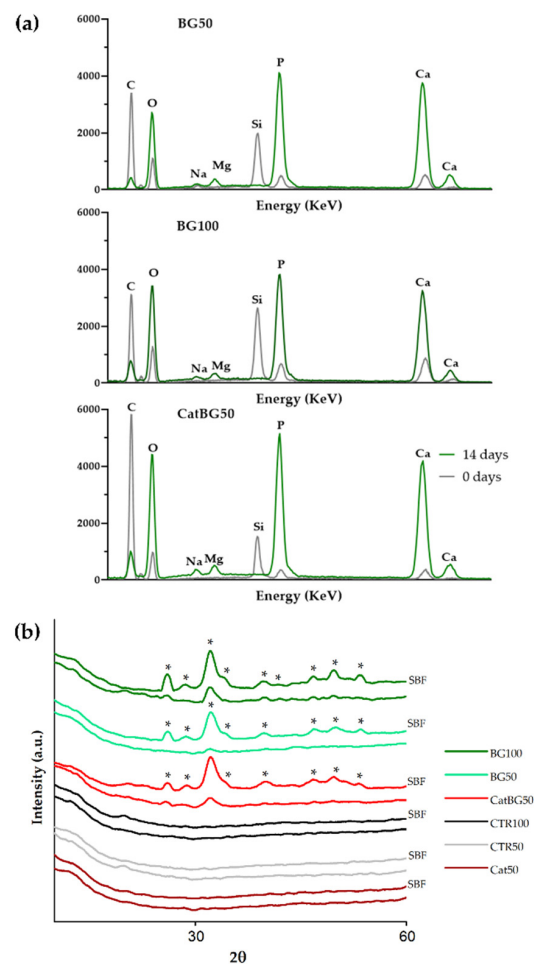 (a)
BG50
6000
4000
2000
0
C
O
Na
Mg
Si
P
Ca
Ca
Energy (KeV)
BG100
6000
4000
2000
0
C
O
Na
Mg
Si
P
Ca
Ca
Energy (KeV)
CatBG50
6000
4000
2000
0
C
O
Na
Mg
Si
P
Ca
Ca
14 days
0 days
Energy (KeV)
(b)
* * * * * * * * *
SBF
* * * * * * * *
SBF
* * * * * * * *
SBF
SBF
SBF
SBF
BG100
BG50
CatBG50
CTR100
CTR50
Cat50
Intensity (a.u.)
30
60
2θ